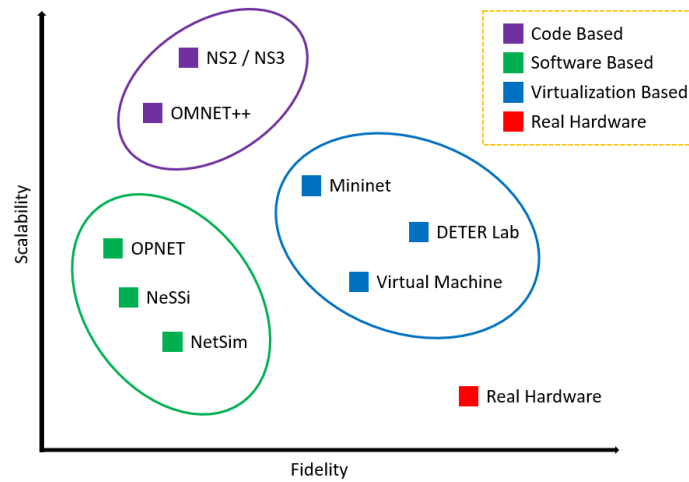 NS2 / NS3
OMNET++
Code Based
Software Based
Virtualization Based
Real Hardware
Mininet
DETER Lab
Virtual Machine
OPNET
NeSSi
NetSim
Real Hardware
Scalability
Fidelity